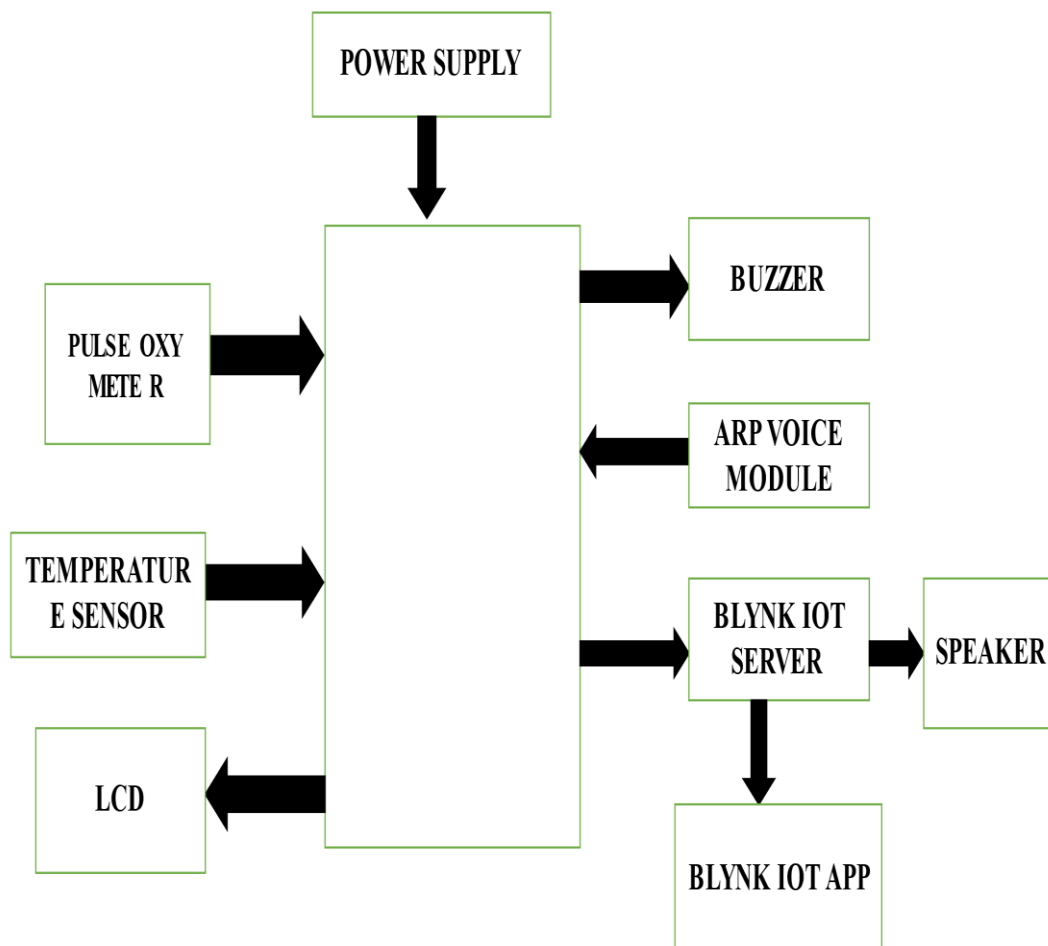 POWER SUPPLY
BUZZER
PULSE OXY
METE R
ARP VOICE
MODULE
TEMPERATUR
E SENSOR
BLYNK IOT
SERVER
SPEAKER
LCD
BLYNK IOT APP